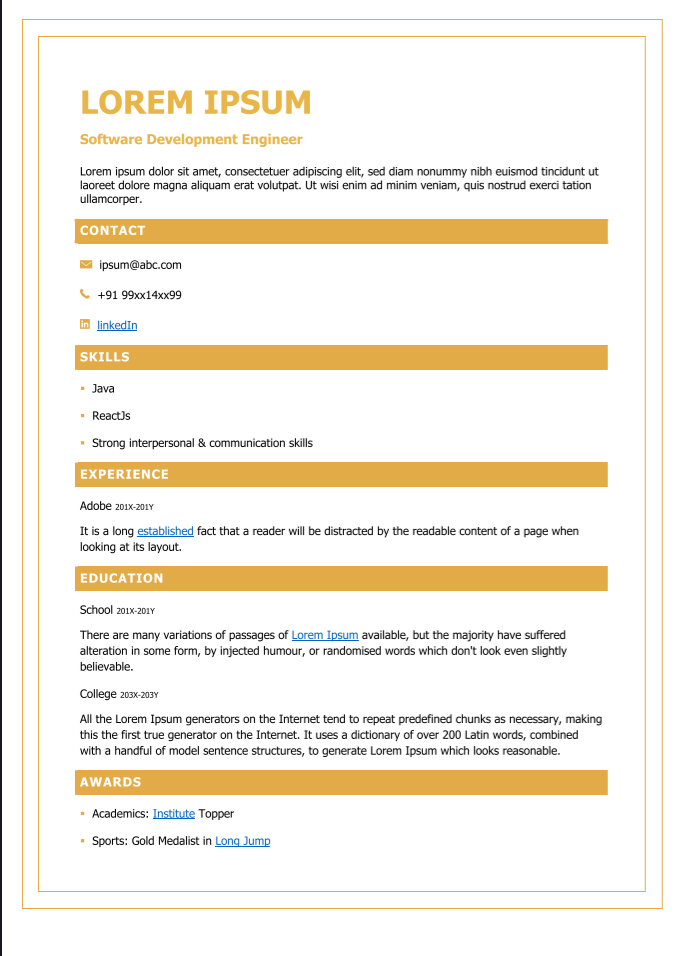 LOREM IPSUM
Software Development Engineer
Lorem ipsum dolor sit amet, consectetuer adipiscing elit, sed diam nonummy nibh euismod tincidunt ut
laoreet dolore magna aliquam erat volutpat. Ut wisi enim ad minim veniam, quis nostrud exerci tation
ullamcorper.
CONTACT
ipsum@abc.com
+91 99xx14xx99
linkedIn
SKILLS
▪ Java
▪ ReactJs
▪ Strong interpersonal & communication skills
EXPERIENCE
Adobe 201X-201Y
It is a long established fact that a reader will be distracted by the readable content of a page when
looking at its layout.
EDUCATION
School 201X-201Y
There are many variations of passages of Lorem Ipsum available, but the majority have suffered
alteration in some form, by injected humour, or randomised words which don't look even slightly
believable.
College 203X-203Y
All the Lorem Ipsum generators on the Internet tend to repeat predefined chunks as necessary, making
this the first true generator on the Internet. It uses a dictionary of over 200 Latin words, combined
with a handful of model sentence structures, to generate Lorem Ipsum which looks reasonable.
AWARDS
▪ Academics: Institute Topper
▪ Sports: Gold Medalist in Long Jump